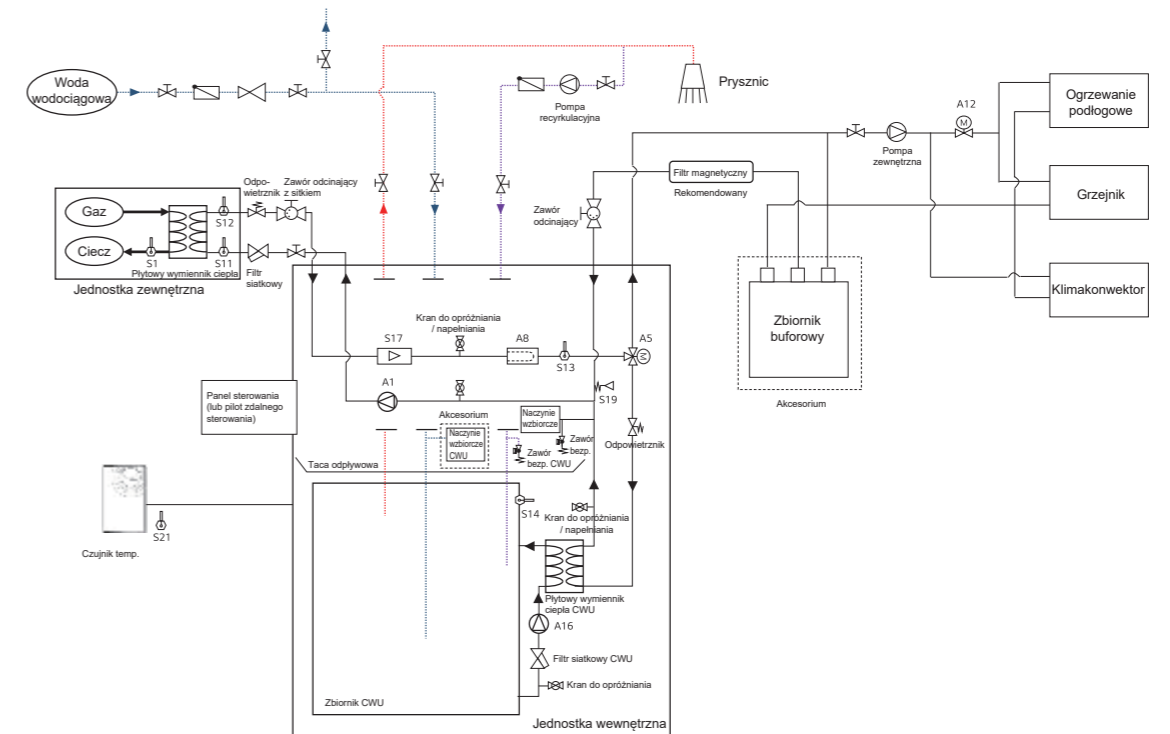 Woda
wodociągowa
Prysznic
Pompa
recyrkulacyjna
A12
M
Ogrzewanie
podłogowe
Pompa
zewnętrzna
Filtr magnetyczny
Rekomendowany
Grzejnik
Odpo-
wietrznik
Zawór odcinający
z sitkiem
Gaz
S12
Ciecz
S1
S11
Płytowy wymiennik ciepła
Filtr
siatkowy
Jednostka zewnętrzna
Zawór
odcinający
Klimakonwektor
Zbiornik
buforowy
Akcesorium
Kran do opróżniania
/ napełniania
S17
A8
S13
A5
M
A1
S19
Panel sterowania
(lub pilot zdalnego
sterowania)
Akcesorium
Naczynie
wzbiorcze
CWU
Naczynie
wzbiorcze
Zawór
bezp.
Zawór
bezp. CWU
Odpowietrznik
Taca odpływowa
S14
Kran do opróżniania
/ napełniania
S21
Czujnik temp.
Płytowy wymiennik
ciepła CWU
A16
Filtr siatkowy CWU
Kran do opróżniania
Zbiornik CWU
Jednostka wewnętrzna